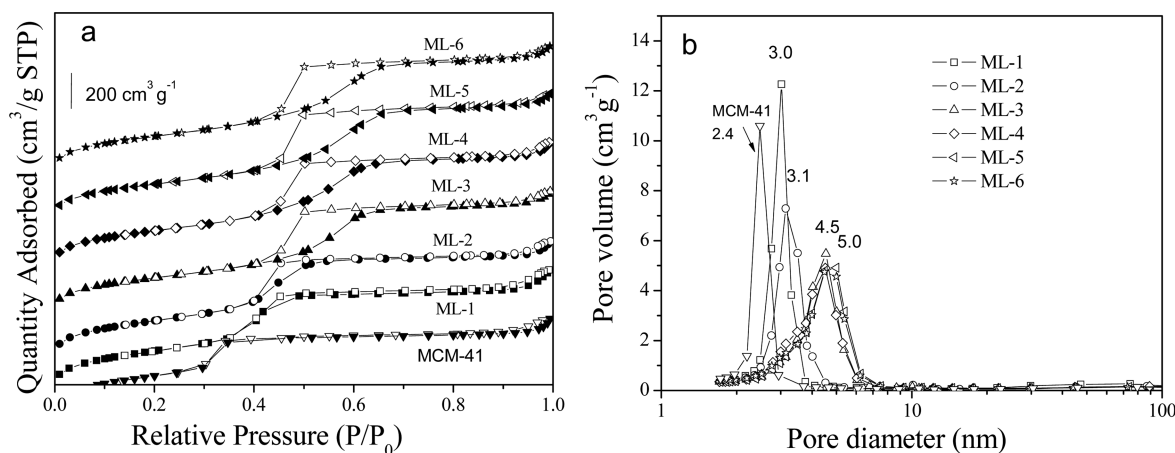 a
Quantity Adsorbed (cm³/g STP)
200 cm³ g⁻¹
ML-6
ML-5
ML-4
ML-3
ML-2
ML-1
MCM-41
0.0 0.2 0.4 0.6 0.8 1.0
Relative Pressure (P/P₀)
b
Pore volume (cm³g⁻¹)
14
12
10
8
6
4
2
0
3.0
MCM-41
2.4
3.1
4.5
5.0
ML-1
ML-2
ML-3
ML-4
ML-5
ML-6
1 10 100
Pore diameter (nm)